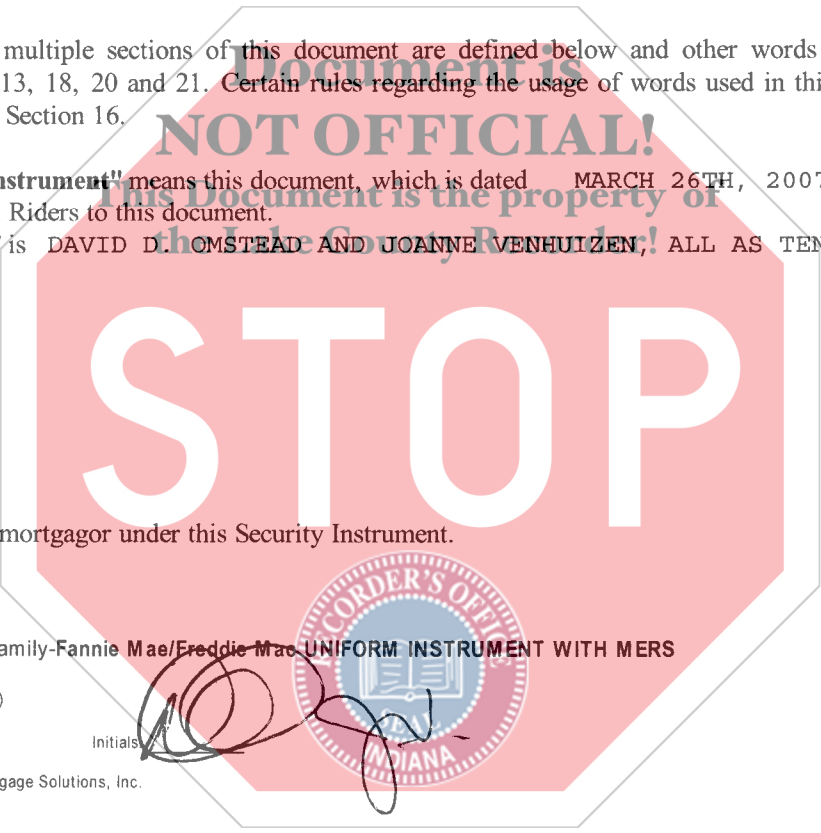 multiple sections of this document are defined below and other words
Document is
13, 18, 20 and 21. Certain rules regarding the usage of words used in thi
Section 16.
NOT OFFICIAL!
nstrument" means this document, which is dated MARCH 26TH, 2007
This Document is the property of
Riders to this document.
is DAVID D. OMSTEAD AND JOANNE VENHUIZEN, ALL AS TEN
the Lake County Recorder!
STOP
mortgagor under this Security Instrument.
RECORDER'S OFFICE
amily-Fannie Mae/Freddie Mac UNIFORM INSTRUMENT WITH MERS
SEAL
Initials
INDIANA
gage Solutions, Inc.